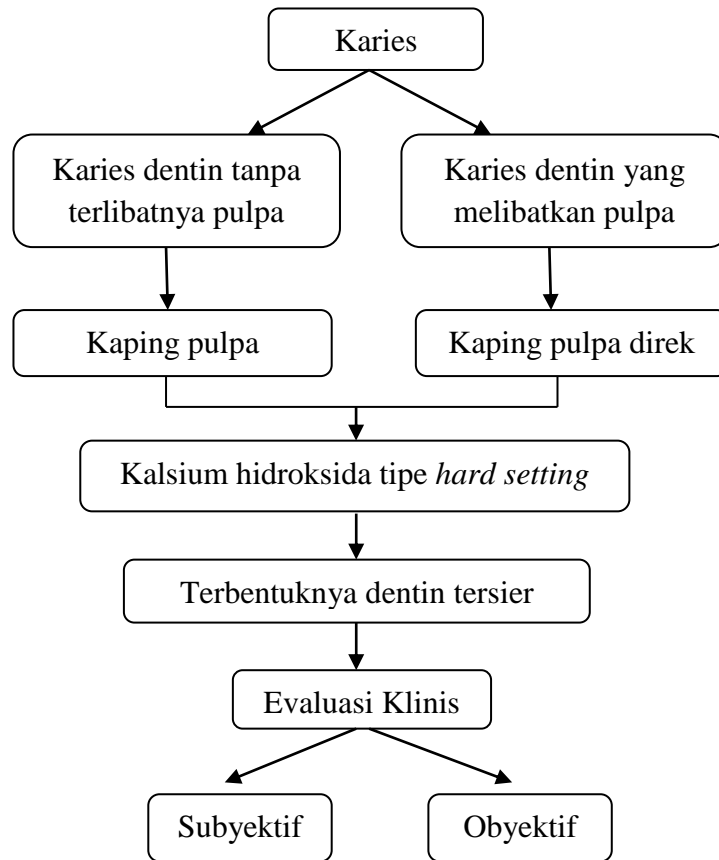 Karies
Karies dentin tanpa
terlibatnya pulpa
Karies dentin yang
melibatkan pulpa
Kaping pulpa
Kaping pulpa direk
Kalsium hidroksida tipe hard setting
Terbentuknya dentin tersier
Evaluasi Klinis
Subyektif
Obyektif